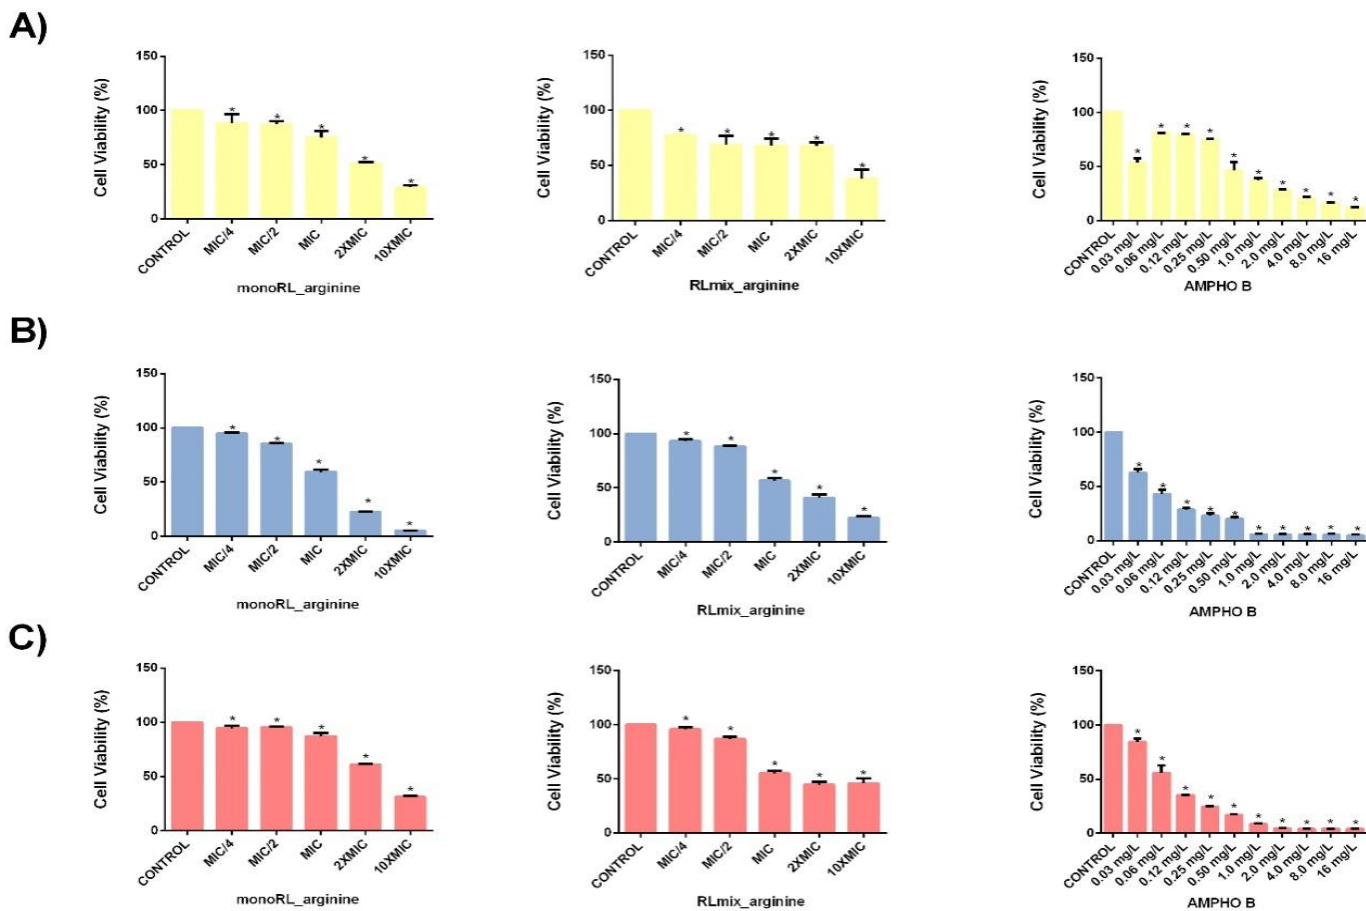 A)
Cell Viability (%)
150
100
50
0
* * * * *
CONTROL MIC/4 MIC/2 MIC 2XMIC 10XMIC
monoRL_arginine
Cell Viability (%)
150
100
50
0
* * * * *
CONTROL MIC/4 MIC/2 MIC 2XMIC 10XMIC
RLmix_arginine
Cell Viability (%)
150
100
50
0
* * * * * * * * * *
CONTROL 0.03 mg/L 0.06 mg/L 0.12 mg/L 0.25 mg/L 0.50 mg/L 1.0 mg/L 2.0 mg/L 4.0 mg/L 8.0 mg/L 16 mg/L
AMPHO B
B)
Cell Viability (%)
150
100
50
0
* * * * *
CONTROL MIC/4 MIC/2 MIC 2XMIC 10XMIC
monoRL_arginine
Cell Viability (%)
150
100
50
0
* * * * *
CONTROL MIC/4 MIC/2 MIC 2XMIC 10XMIC
RLmix_arginine
Cell Viability (%)
150
100
50
0
* * * * * * * * * *
CONTROL 0.03 mg/L 0.06 mg/L 0.12 mg/L 0.25 mg/L 0.50 mg/L 1.0 mg/L 2.0 mg/L 4.0 mg/L 8.0 mg/L 16 mg/L
AMPHO B
C)
Cell Viability (%)
150
100
50
0
* * * * *
CONTROL MIC/4 MIC/2 MIC 2XMIC 10XMIC
monoRL_arginine
Cell Viability (%)
150
100
50
0
* * * * *
CONTROL MIC/4 MIC/2 MIC 2XMIC 10XMIC
RLmix_arginine
Cell Viability (%)
150
100
50
0
* * * * * * * * * *
CONTROL 0.03 mg/L 0.06 mg/L 0.12 mg/L 0.25 mg/L 0.50 mg/L 1.0 mg/L 2.0 mg/L 4.0 mg/L 8.0 mg/L 16 mg/L
AMPHO B